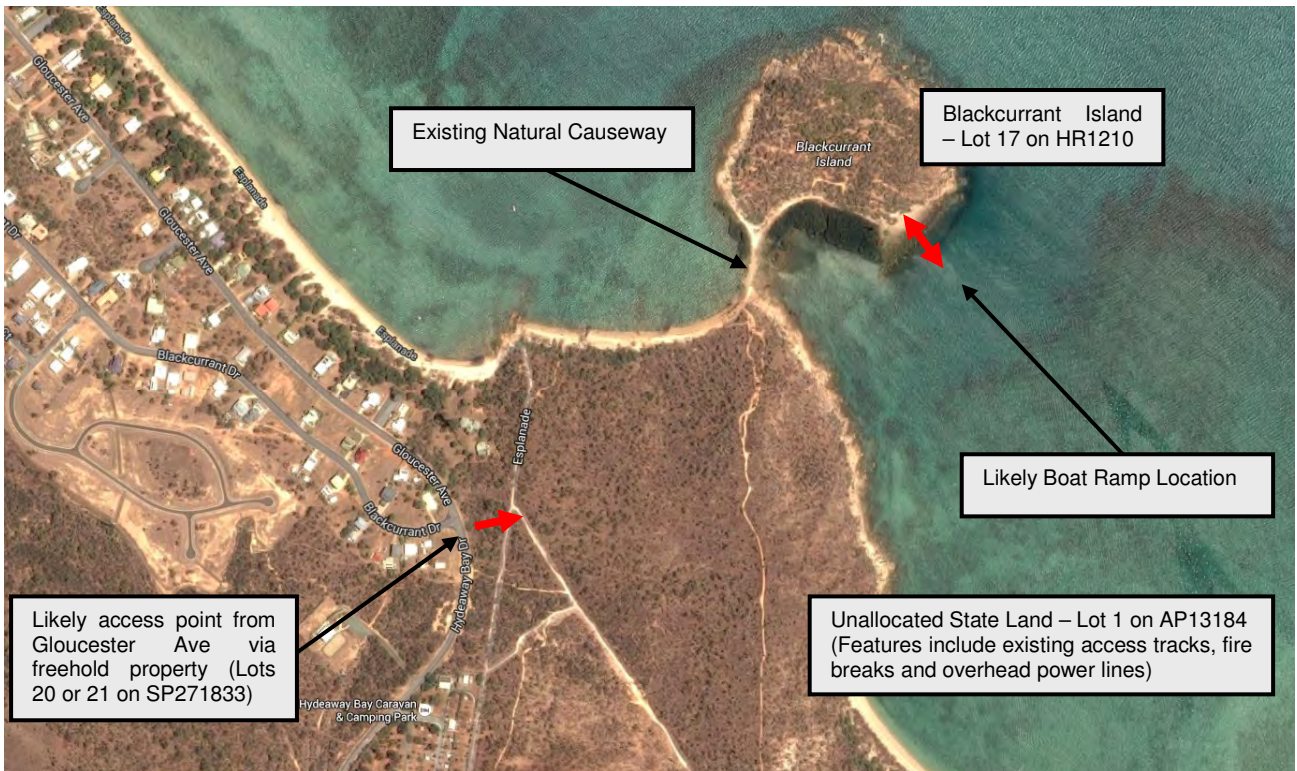 Esplanade
Gloucester Ave
Existing Natural Causeway
Blackcurrant Island
– Lot 17 on HR1210
Blackcurrant
Island
Esplanade
Gloucester Ave
Dr
Ct
Esplanade
Blackcurrant Dr
Esplanade
Gloucester Ave
Likely Boat Ramp Location
Blackcurrant Dr
Hydeaway Bay Dr
Likely access point from
Gloucester Ave via
freehold property (Lots
20 or 21 on SP271833)
Unallocated State Land – Lot 1 on AP13184
(Features include existing access tracks, fire
breaks and overhead power lines)
Hydeaway Bay Caravan
& Camping Park